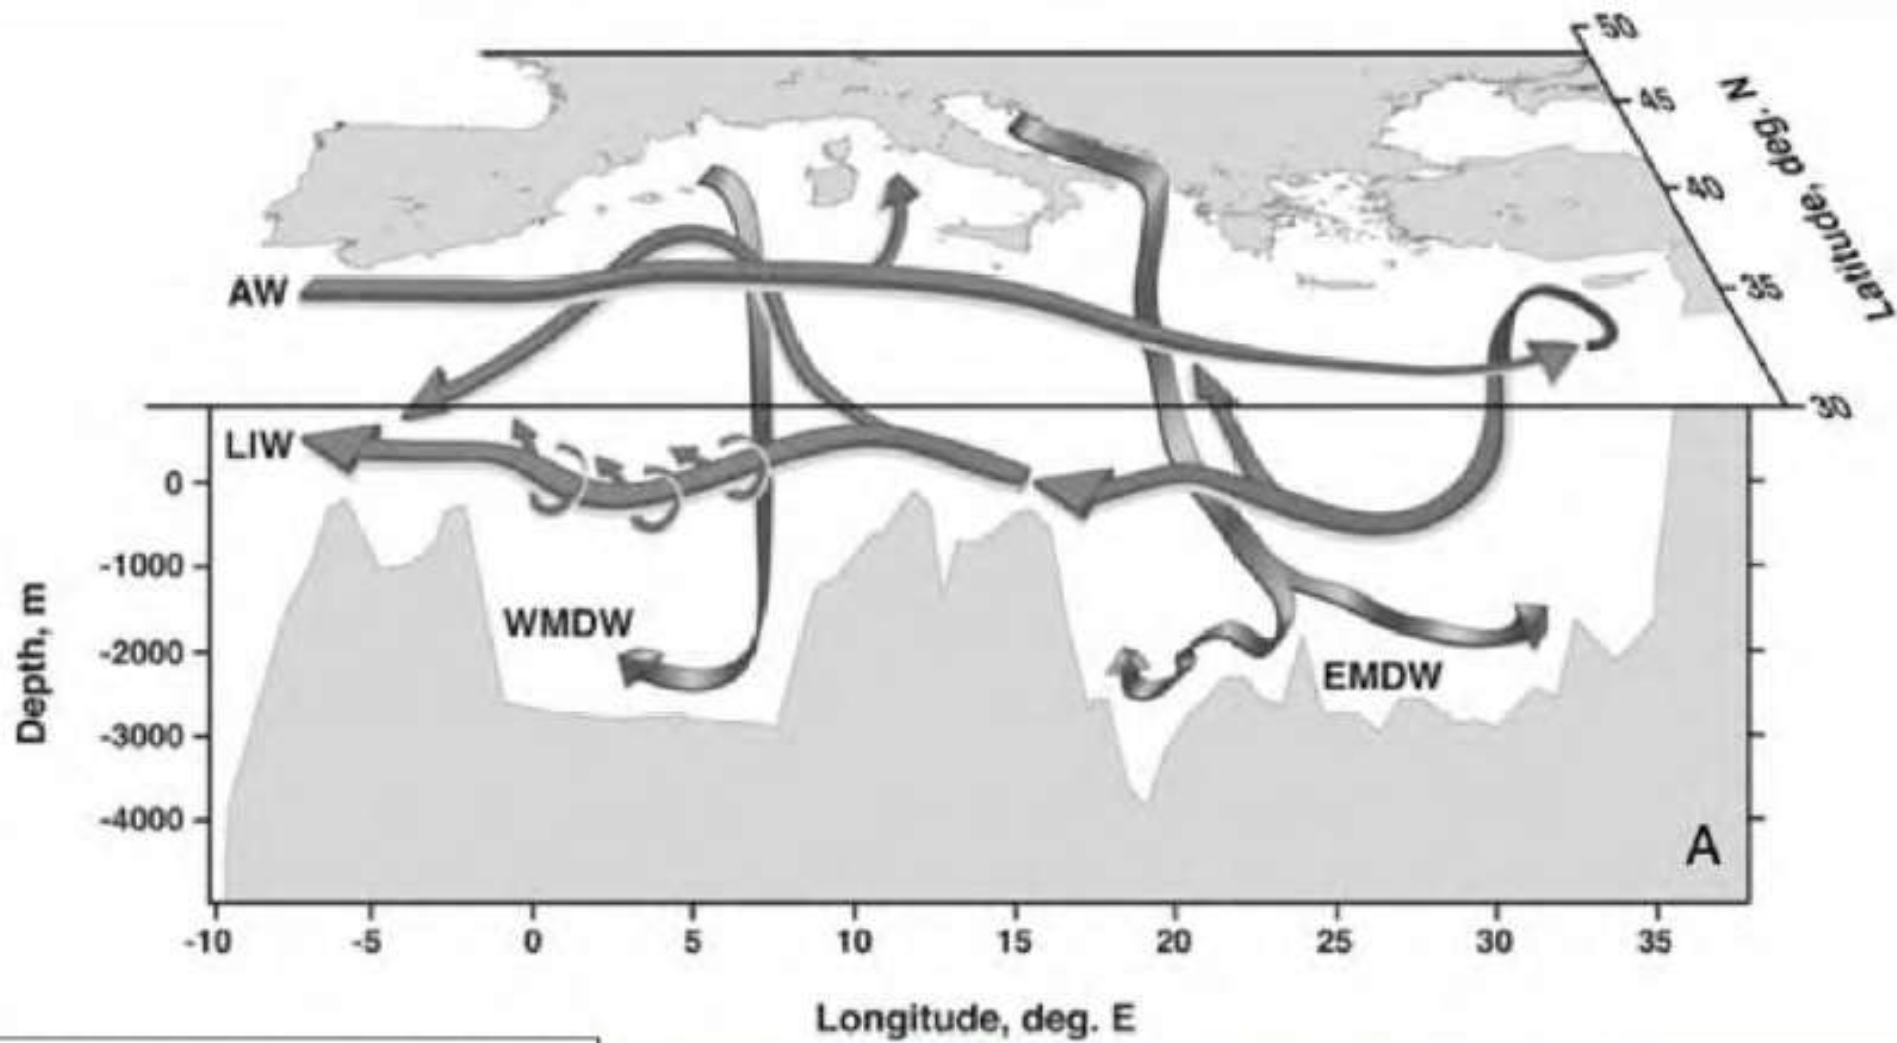 50
45
40
35
30
Latitude, deg. N
AW
LIW
0
-1000
-2000
-3000
-4000
Depth, m
WMDW
EMDW
A
-10 -5 0 5 10 15 20 25 30 35
Longitude, deg. E